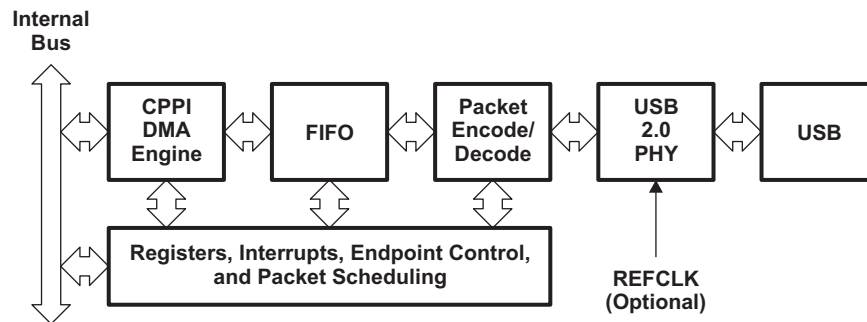 Internal
Bus
CPPI
DMA
Engine
FIFO
Packet
Encode/
Decode
USB
2.0
PHY
USB
Registers, Interrupts, Endpoint Control,
and Packet Scheduling
REFCLK
(Optional)